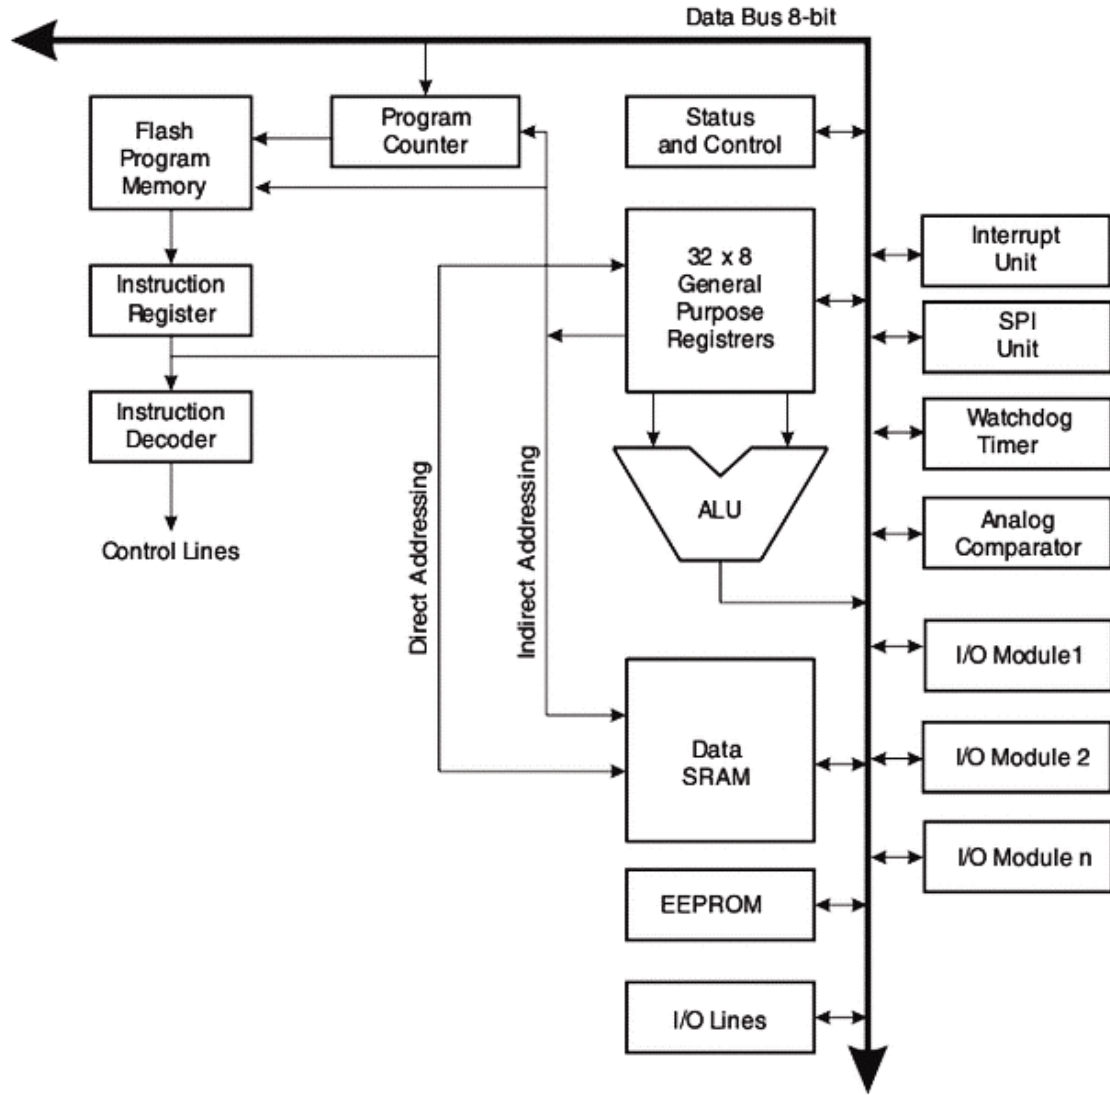 Data Bus 8-bit
Flash
Program
Memory
Program
Counter
Status
and Control
Instruction
Register
32 x 8
General
Purpose
Registrers
Interrupt
Unit
SPI
Unit
Instruction
Decoder
Watchdog
Timer
Control Lines
Direct Addressing
Indirect Addressing
ALU
Analog
Comparator
I/O Module1
Data
SRAM
I/O Module 2
I/O Module n
EEPROM
I/O Lines